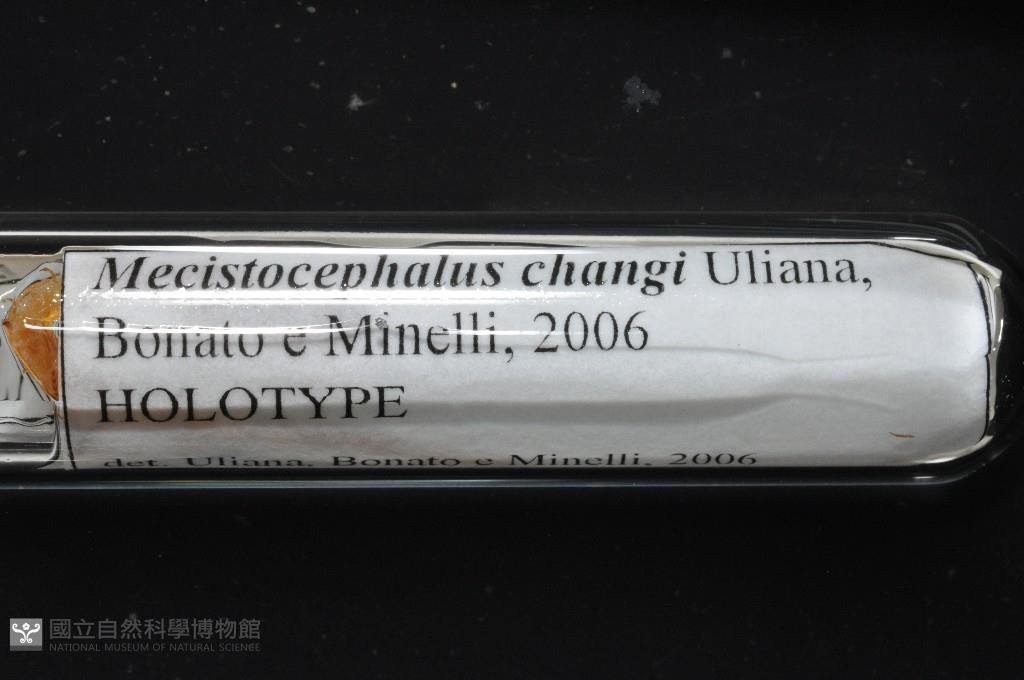 Mecistocephalus changi Uliana,
Bonato e Minelli, 2006
HOLOTYPE
det. Uliana, Bonato e Minelli, 2006
國立自然科學博物館
NATIONAL MUSEUM OF NATURAL SCIENCE